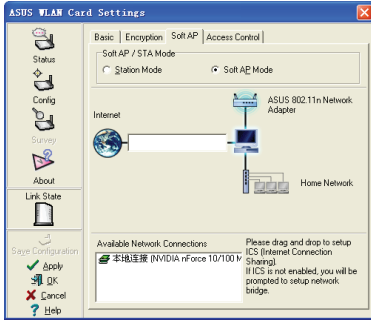 ASUS WLAN Card Settings
Status
Config
Survey
About
Link State
Save Configuration
Apply
OK
Cancel
Help
Basic
Encryption
Soft AP
Access Control
Soft AP / STA Mode
Station Mode
Soft AP Mode
Internet
ASUS 802.11n Network
Adapter
Home Network
Available Network Connections
本地连接 (NVIDIA nForce 10/100 M
Please drag and drop to setup
ICS (Internet Connection
Sharing).
If ICS is not enabled, you will be
prompted to setup network
bridge.